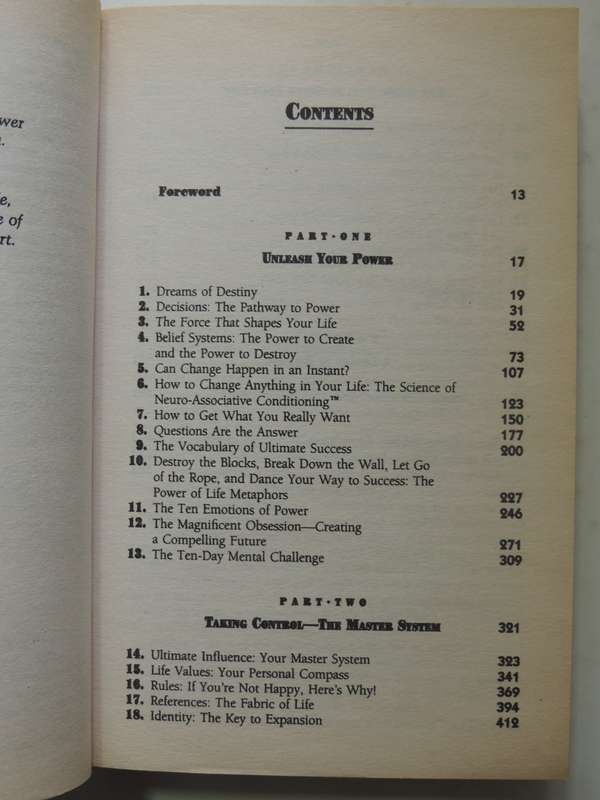 wer
e,
e of
rt.
CONTENTS
Foreword 13
PART·ONE
UNLEASH YOUR POWER 17
1. Dreams of Destiny 19
2. Decisions: The Pathway to Power 31
3. The Force That Shapes Your Life 52
4. Belief Systems: The Power to Create
and the Power to Destroy 73
5. Can Change Happen in an Instant? 107
6. How to Change Anything in Your Life: The Science of
Neuro-Associative Conditioning™ 123
7. How to Get What You Really Want 150
8. Questions Are the Answer 177
9. The Vocabulary of Ultimate Success 200
10. Destroy the Blocks, Break Down the Wall, Let Go
of the Rope, and Dance Your Way to Success: The
Power of Life Metaphors 227
11. The Ten Emotions of Power 246
12. The Magnificent Obsession—Creating
a Compelling Future 271
13. The Ten-Day Mental Challenge 309
PART·TWO
TAKING CONTROL—THE MASTER SYSTEM 321
14. Ultimate Influence: Your Master System 323
15. Life Values: Your Personal Compass 341
16. Rules: If You're Not Happy, Here's Why! 369
17. References: The Fabric of Life 394
18. Identity: The Key to Expansion 412